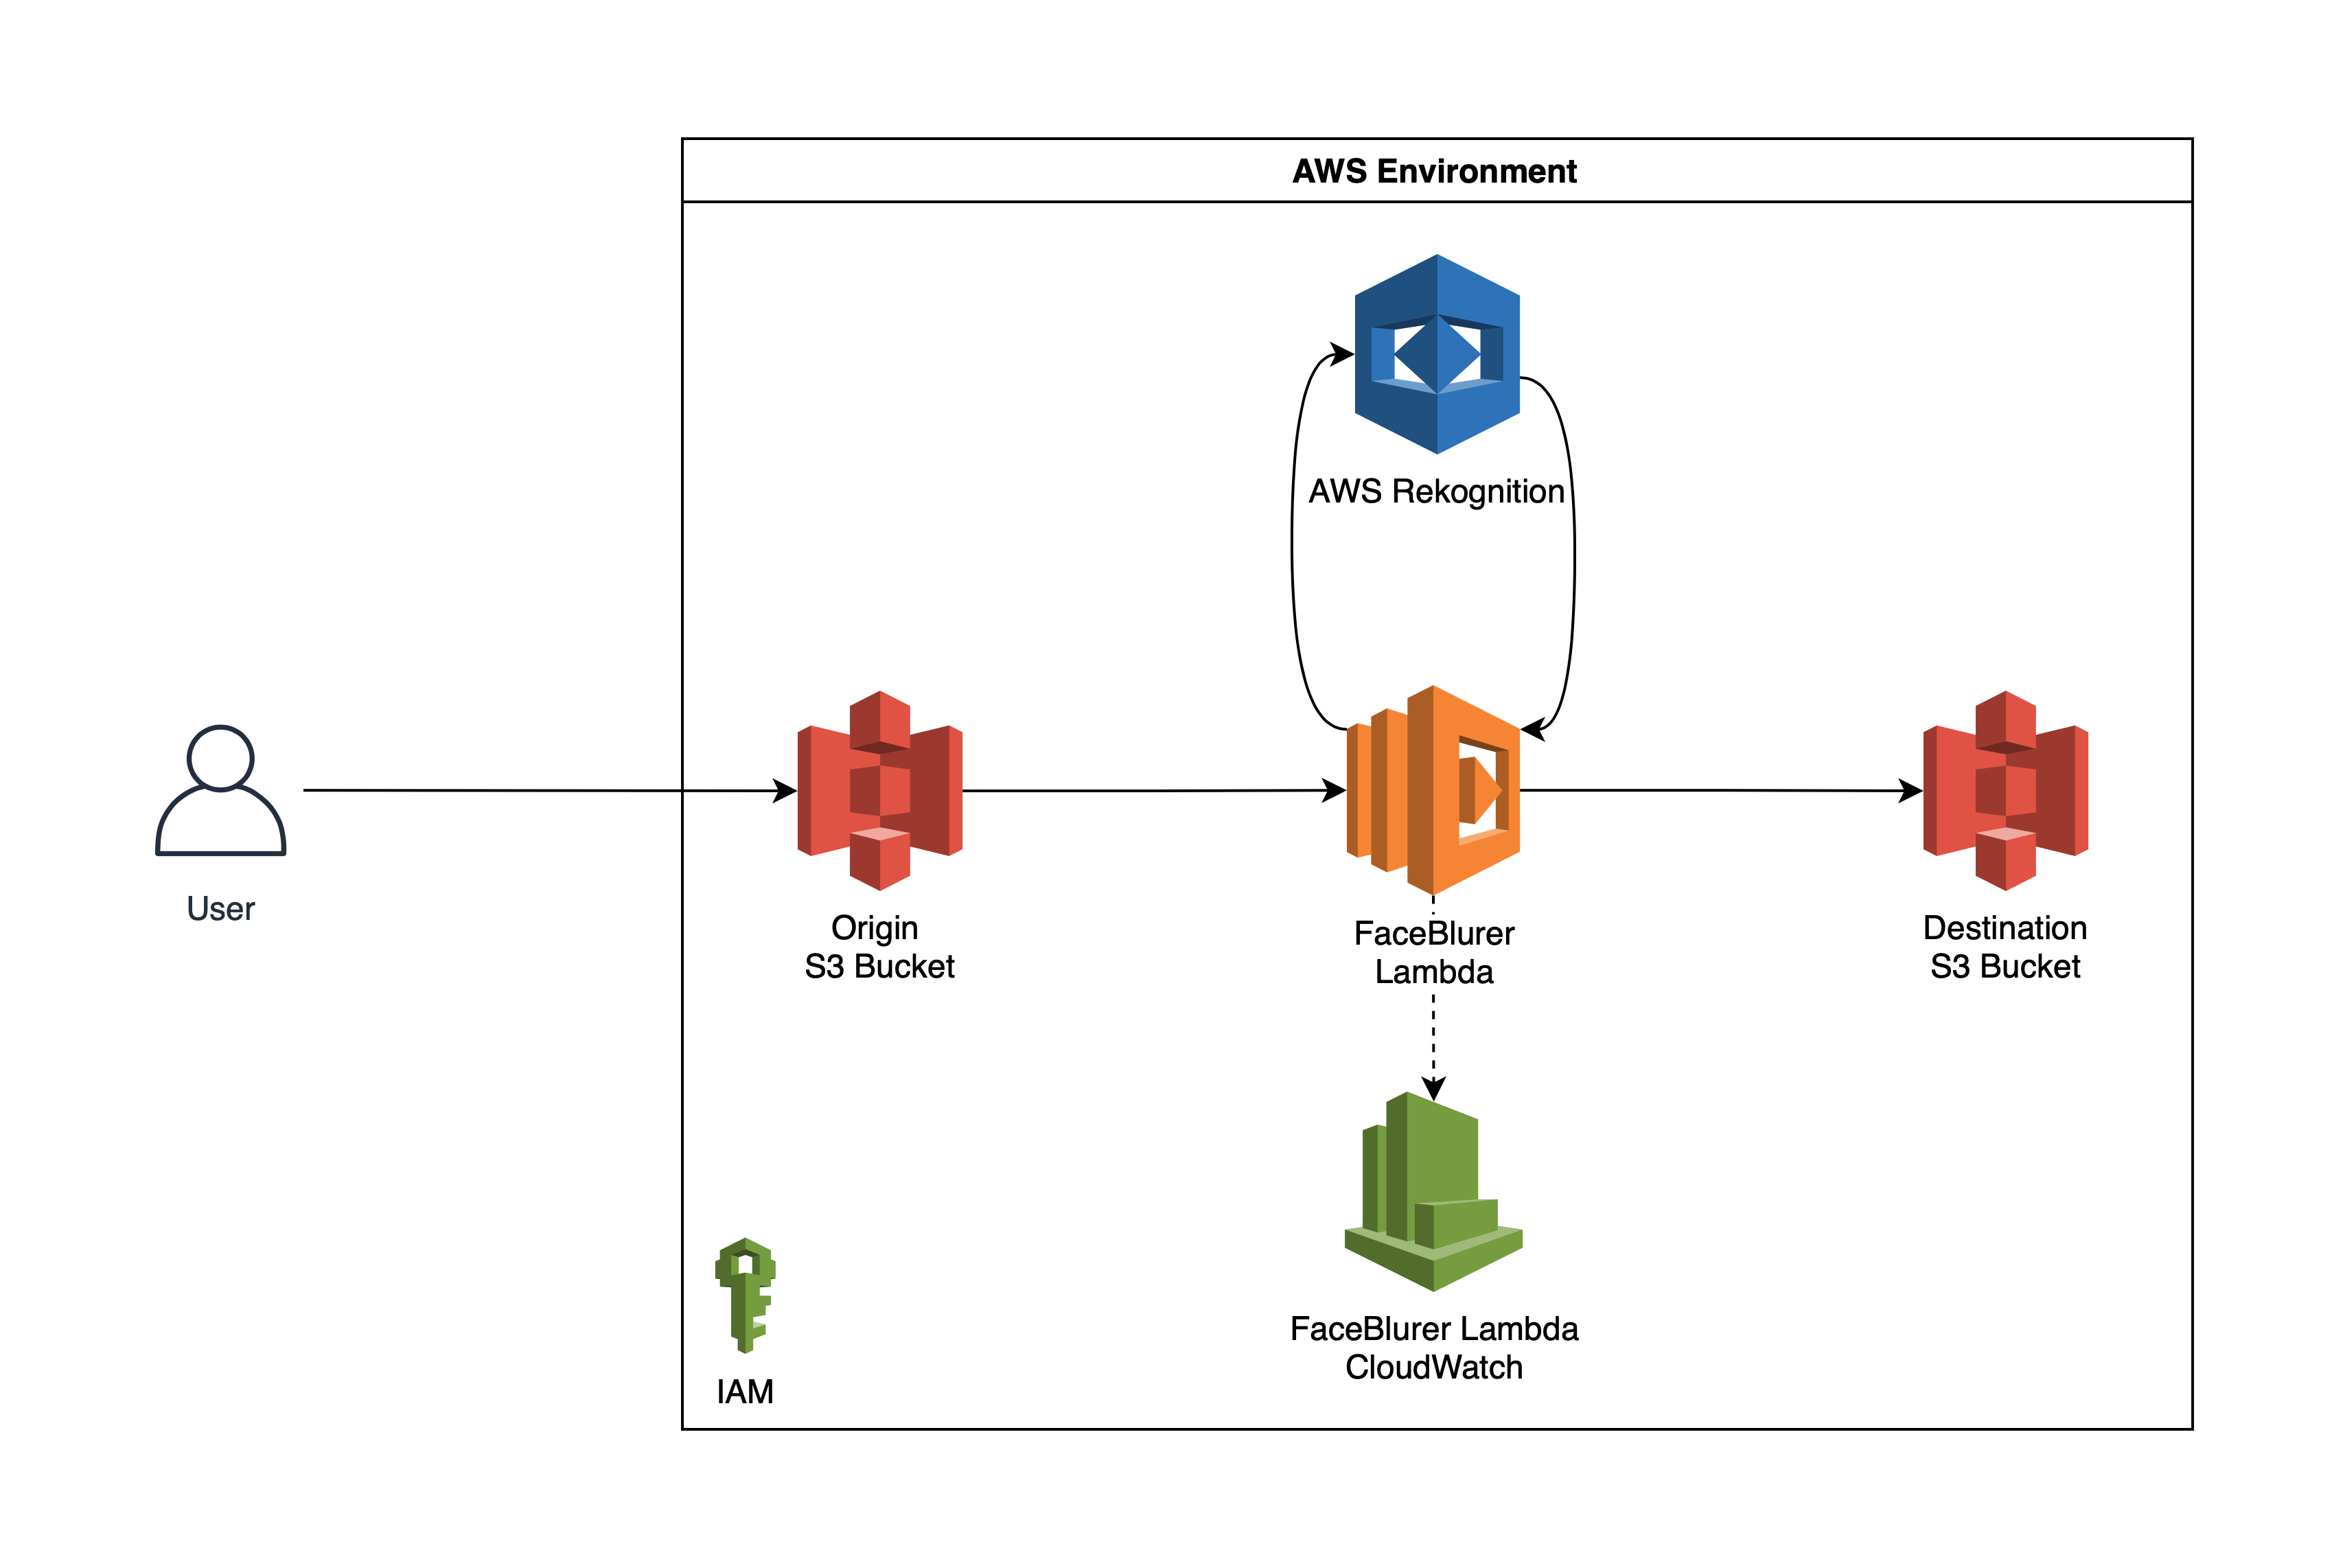 AWS Environment
AWS Rekognition
User
Origin
S3 Bucket
FaceBlurer
Lambda
Destination
S3 Bucket
FaceBlurer Lambda
CloudWatch
IAM